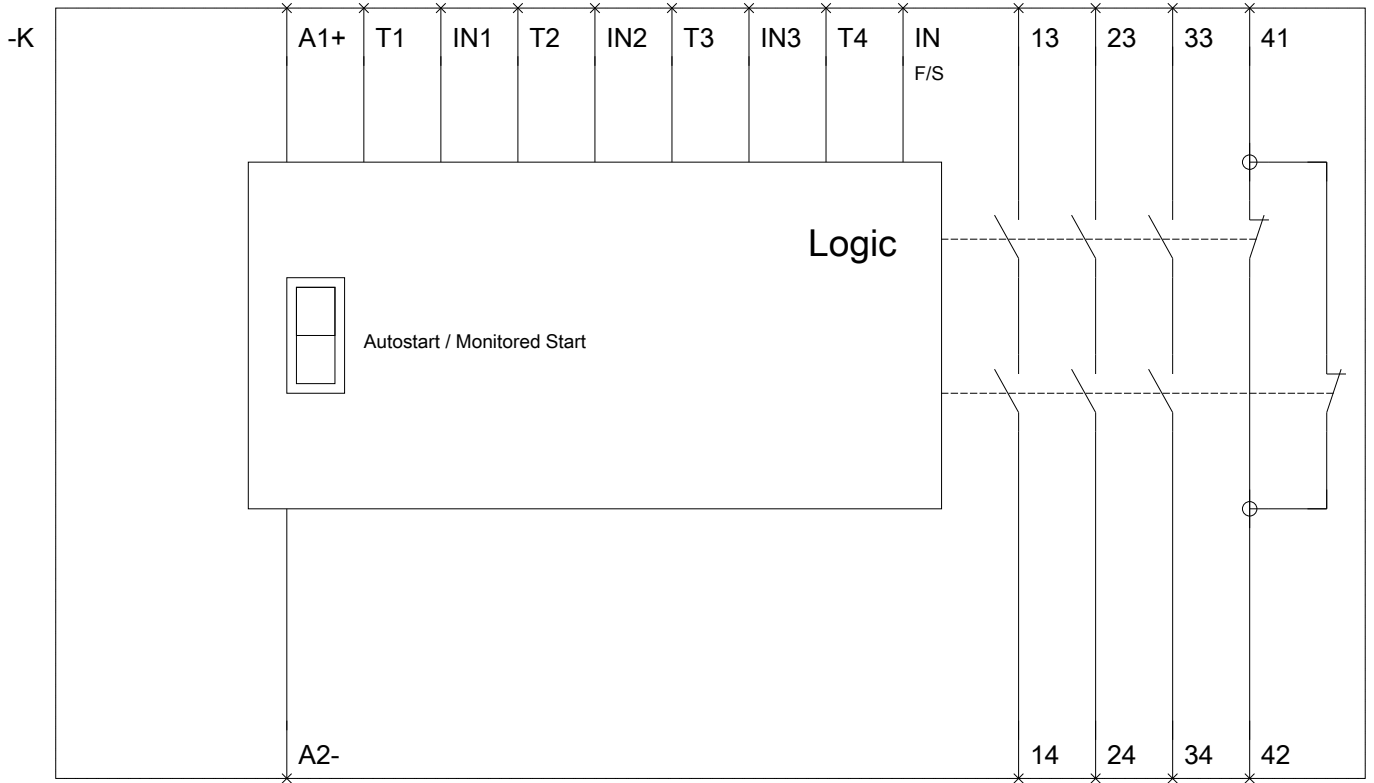 -K A1+ T1 IN1 T2 IN2 T3 IN3 T4 IN 13 23 33 41
F/S
Logic
Autostart / Monitored Start
A2- 14 24 34 42